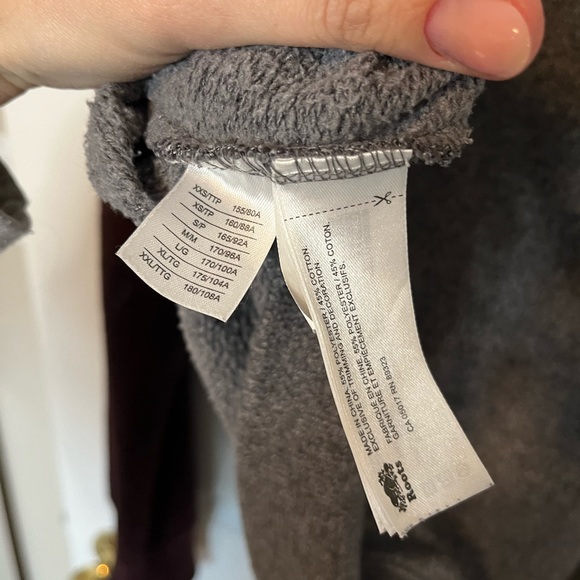 XXS/TTP 155/80A
XS/TP 160/88A
S/P 165/92A
M/M 170/96A
L/G 170/100A
XL/TG 175/104A
XXL/TTG 180/108A
MADE IN CHINA. 55% POLYESTER / 45% COTTON.
EXCLUSIVE OF TRIMMING AND DECORATION.
FABRIQUÉ EN CHINE. 55% POLYESTER / 45% COTON.
GARNITURE ET EMPIÈCEMENT EXCLUSIFS.
CA 05017 RN 89323
Roots